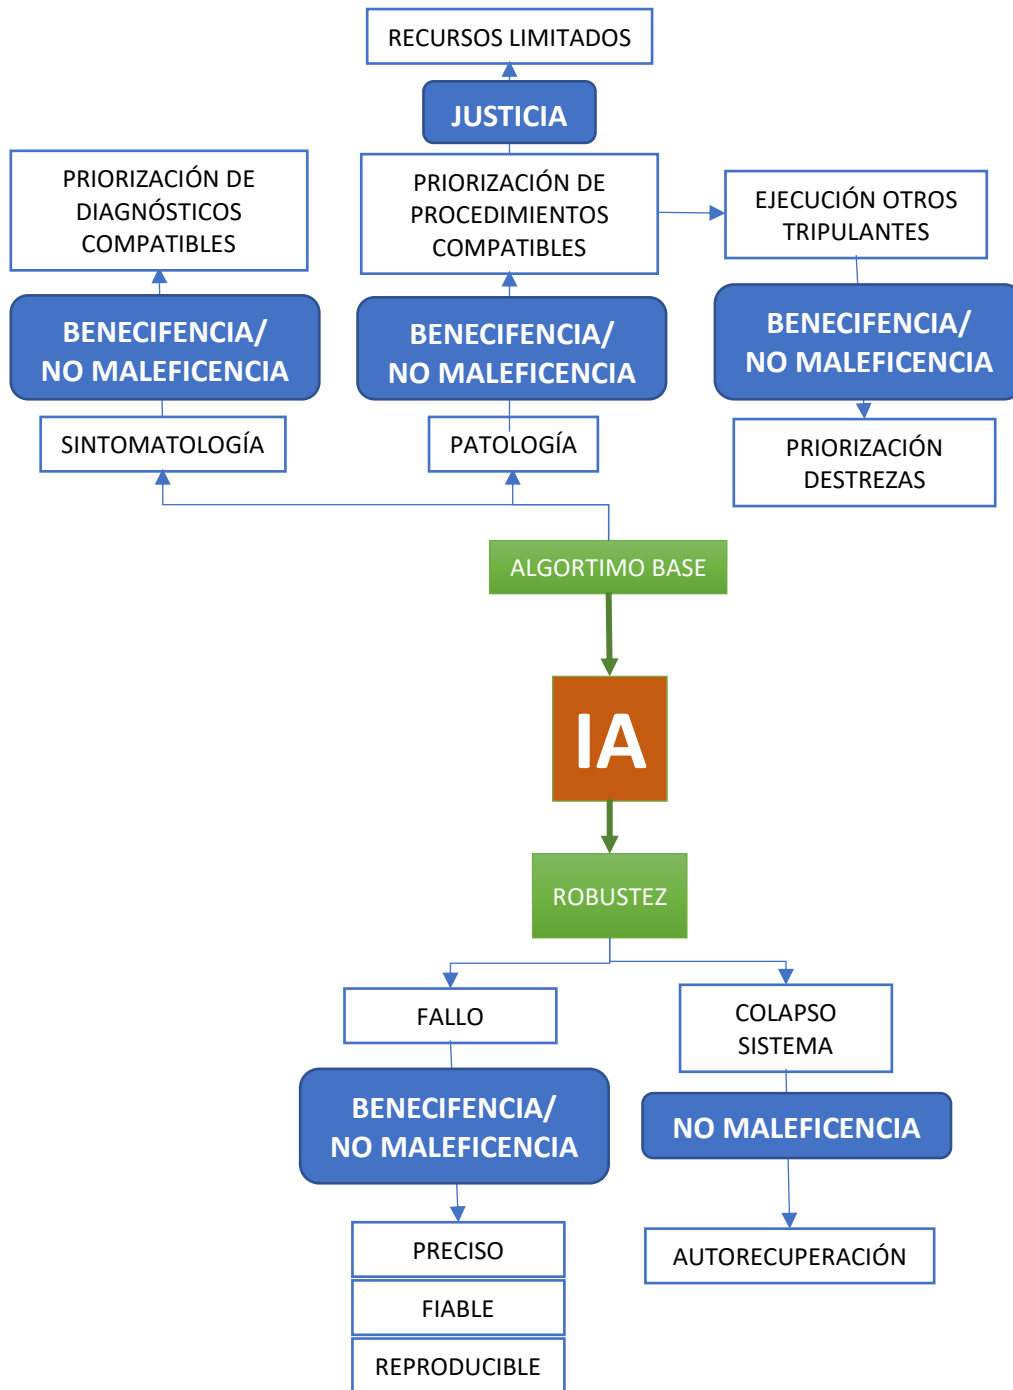 RECURSOS LIMITADOS
JUSTICIA
PRIORIZACIÓN DE
DIAGNÓSTICOS
COMPATIBLES
PRIORIZACIÓN DE
PROCEDIMIENTOS
COMPATIBLES
EJECUCIÓN OTROS
TRIPULANTES
BENECIFENCIA/
NO MALEFICENCIA
BENECIFENCIA/
NO MALEFICENCIA
BENECIFENCIA/
NO MALEFICENCIA
SINTOMATOLOGÍA
PATOLOGÍA
PRIORIZACIÓN
DESTREZAS
ALGORTIMO BASE
IA
ROBUSTEZ
FALLO
COLAPSO
SISTEMA
BENECIFENCIA/
NO MALEFICENCIA
NO MALEFICENCIA
PRECISO
FIABLE
REPRODUCIBLE
AUTORECUPERACIÓN